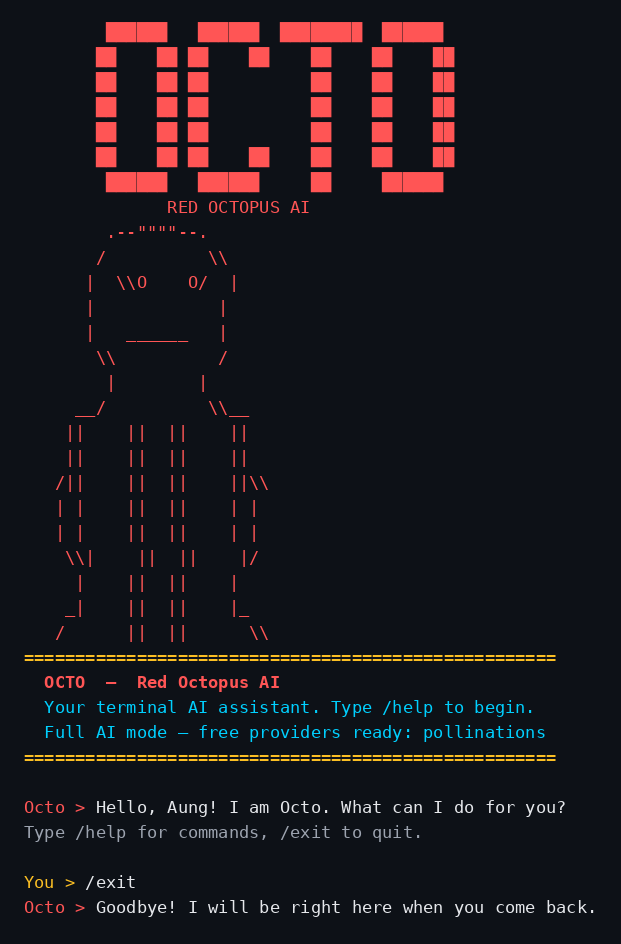 OCTO
RED OCTOPUS AI
OCTO — Red Octopus AI
Your terminal AI assistant. Type /help to begin.
Full AI mode — free providers ready: pollinations
Octo > Hello, Aung! I am Octo. What can I do for you?
Type /help for commands, /exit to quit.
You > /exit
Octo > Goodbye! I will be right here when you come back.